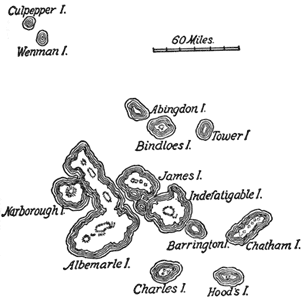 Culpepper I.
Wenman I.
60 Miles.
Abingdon I.
Bindloes I.
Tower I
James I.
Indefatigable I.
Narborough I.
Albemarle I.
Barrington I.
Chatham I.
Charles I.
Hood's I.